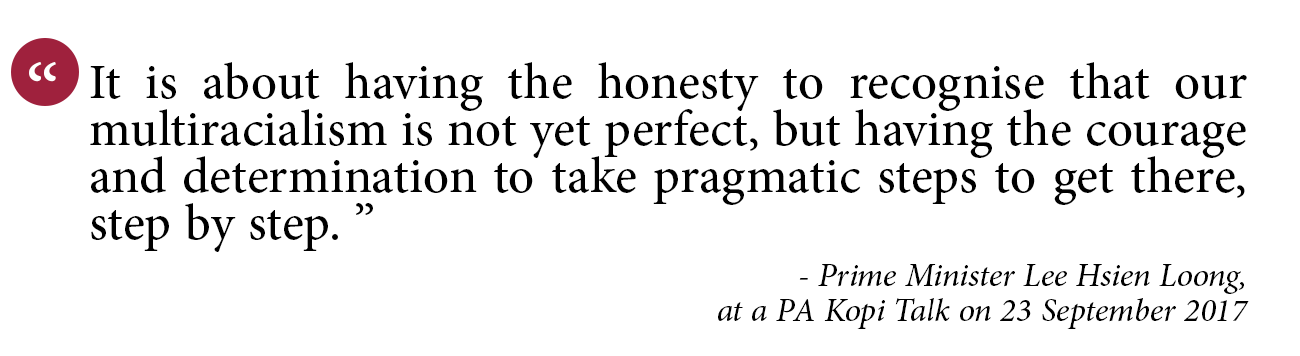 “ It is about having the honesty to recognise that our
multiracialism is not yet perfect, but having the courage
and determination to take pragmatic steps to get there,
step by step. ”
- Prime Minister Lee Hsien Loong,
at a PA Kopi Talk on 23 September 2017